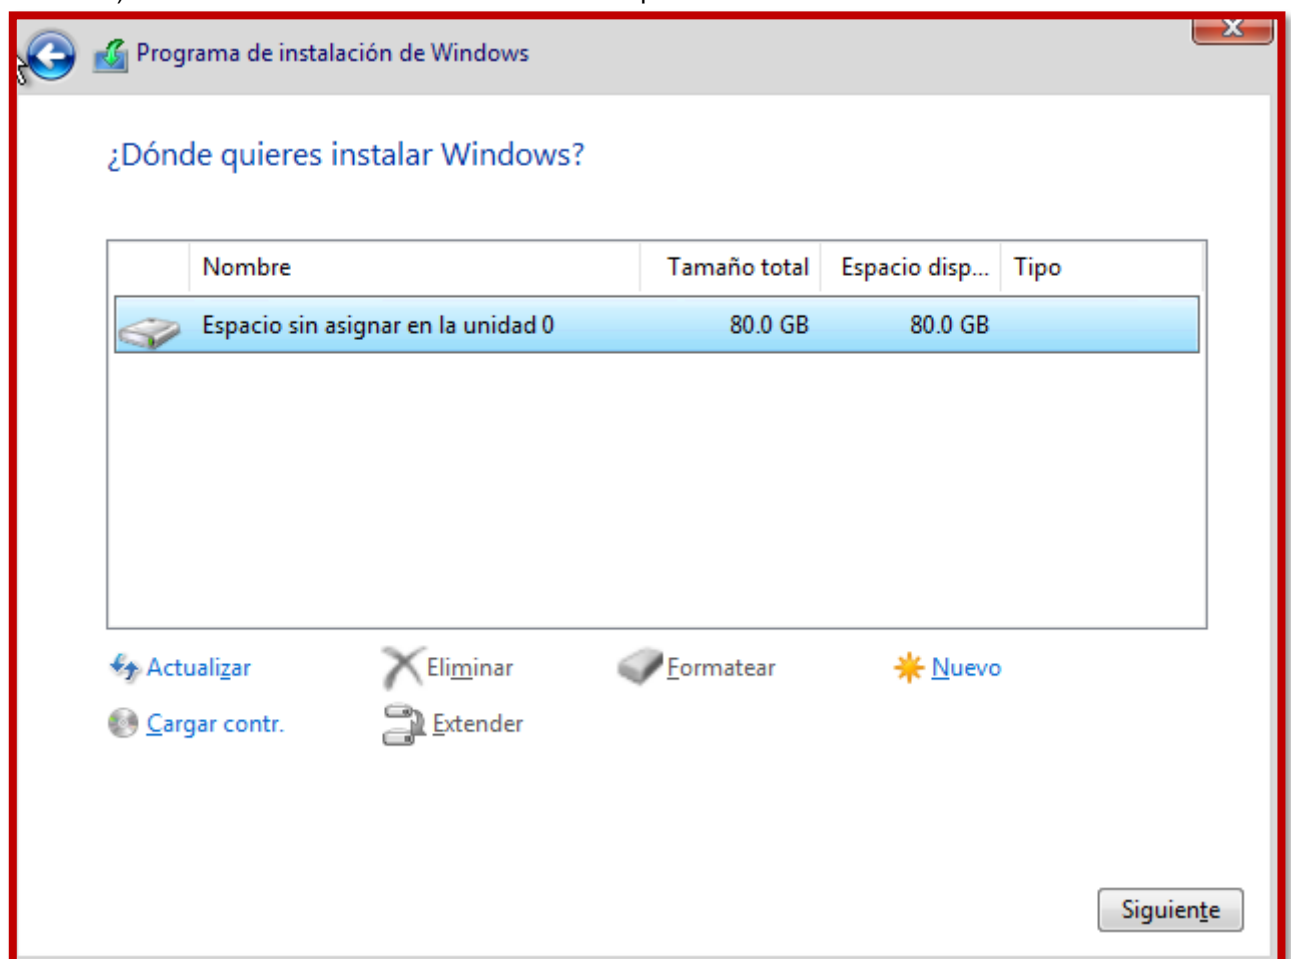 Programa de instalación de Windows
¿Dónde quieres instalar Windows?
Nombre Tamaño total Espacio disp... Tipo
Espacio sin asignar en la unidad 0 80.0 GB 80.0 GB
Actualizar Eliminar Formatear Nuevo
Cargar contr. Extender
Siguiente